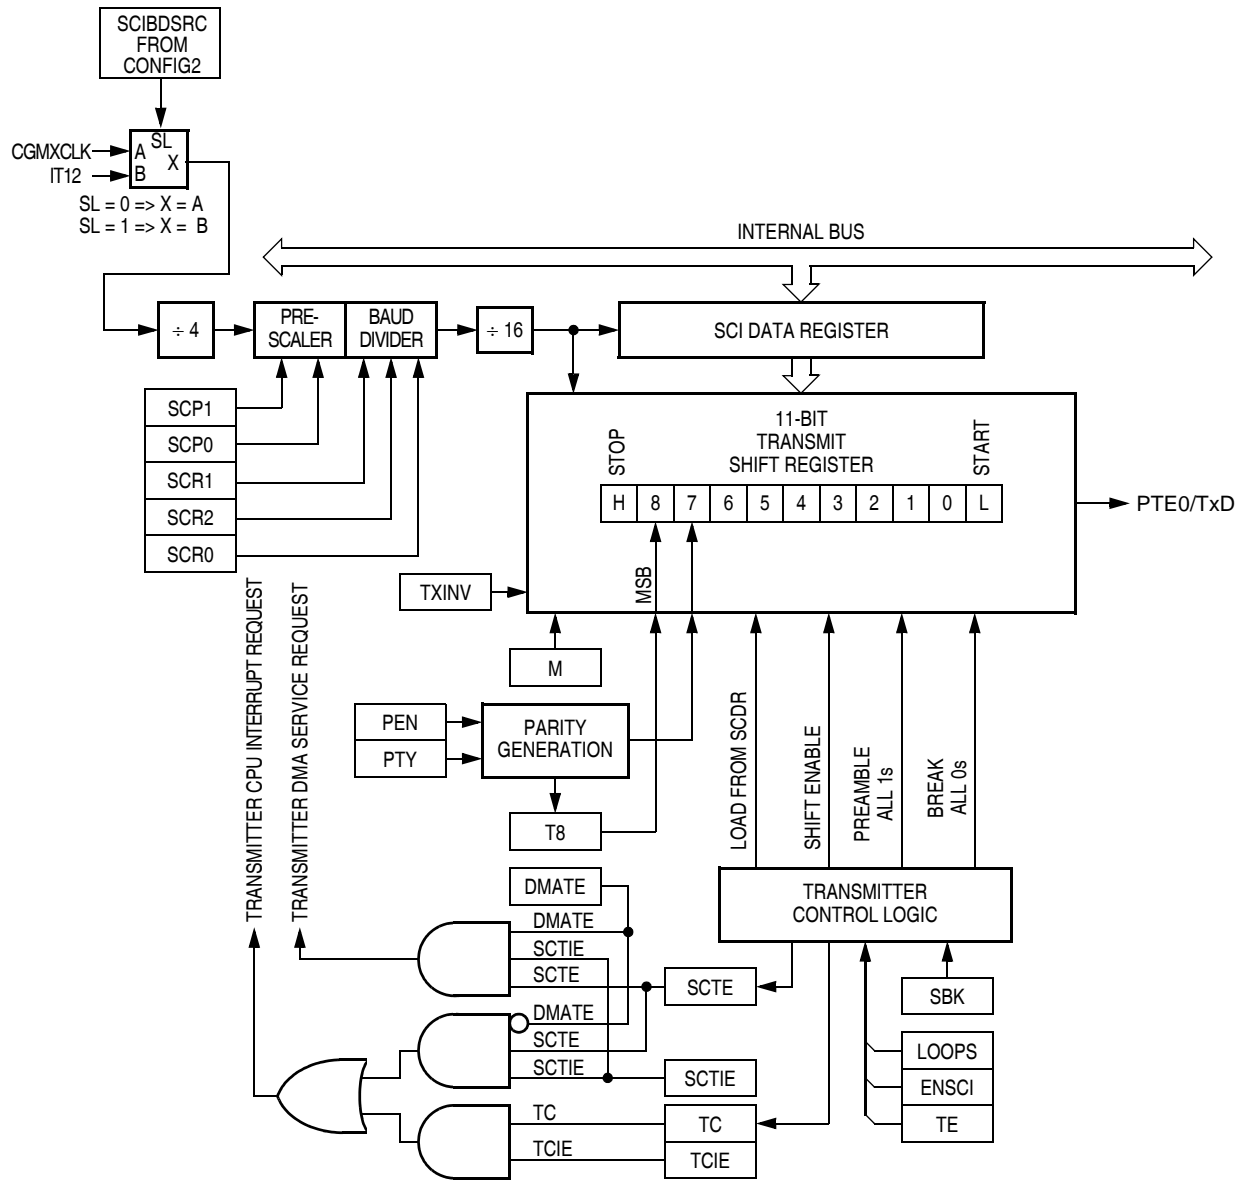 SCIBDSRC
FROM
CONFIG2
SL
CGMXCLK
A
X
IT12
B
SL = 0 => X = A
SL = 1 => X = B
INTERNAL BUS
÷ 4
PRE-
SCALER
BAUD
DIVIDER
÷ 16
SCI DATA REGISTER
SCP1
SCP0
SCR1
SCR2
SCR0
11-BIT
TRANSMIT
SHIFT REGISTER
STOP
START
H 8 7 6 5 4 3 2 1 0 L
PTE0/TxD
MSB
TXINV
M
TRANSMITTER CPU INTERRUPT REQUEST
TRANSMITTER DMA SERVICE REQUEST
PEN
PTY
PARITY
GENERATION
T8
LOAD FROM SCDR
SHIFT ENABLE
PREAMBLE
ALL 1s
BREAK
ALL 0s
DMATE
TRANSMITTER
CONTROL LOGIC
DMATE
SCTIE
SCTE
SCTE
SBK
DMATE
SCTE
SCTIE
SCTIE
LOOPS
ENSCI
TE
TC
TC
TCIE
TCIE